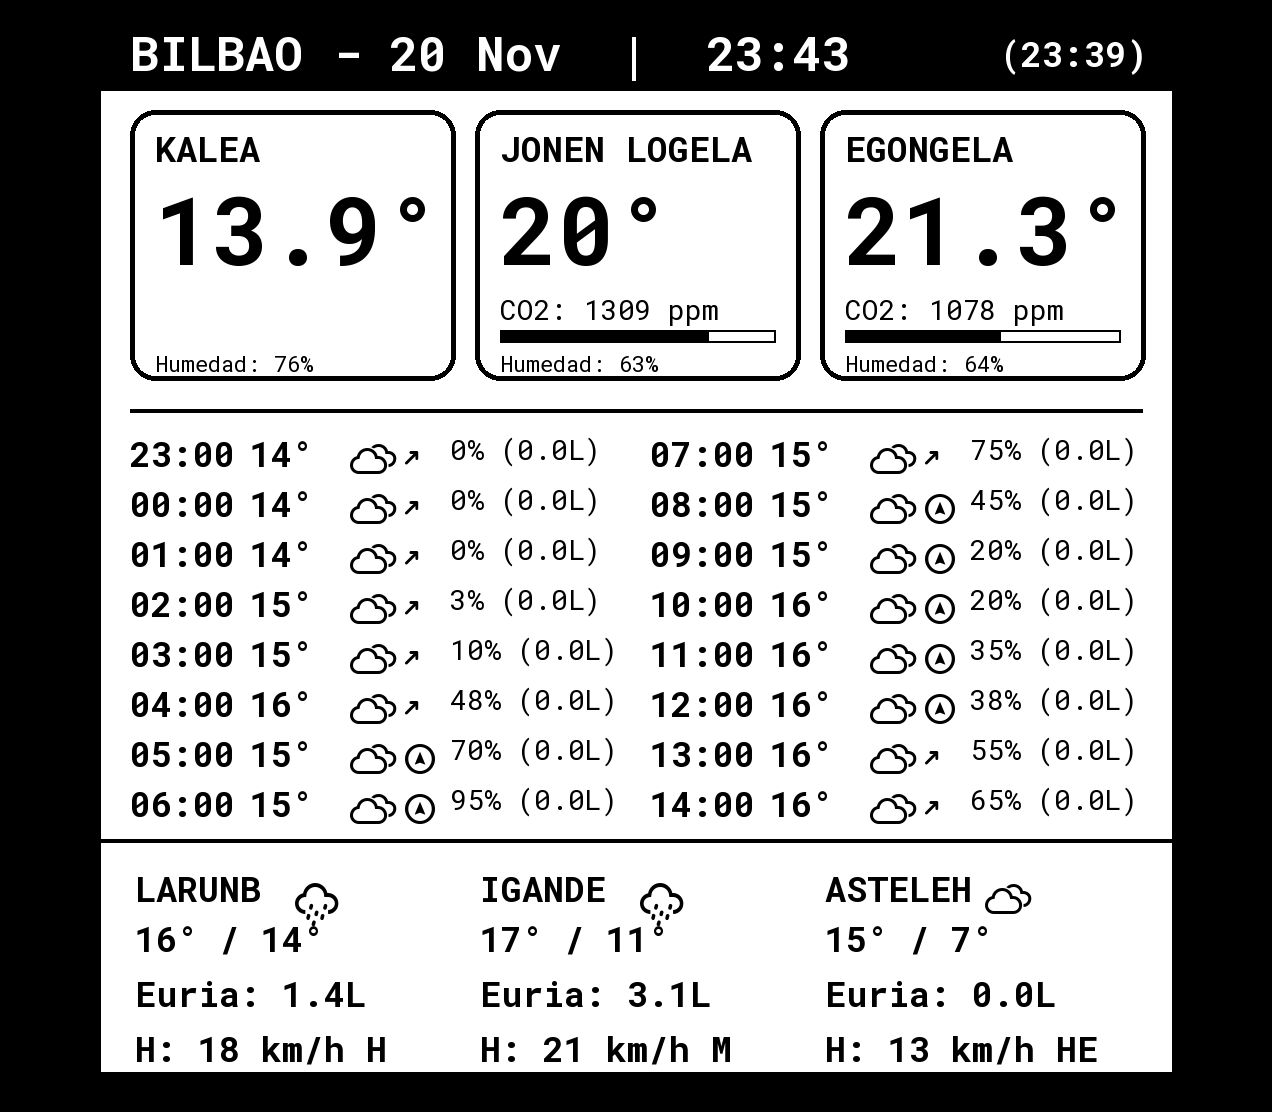 BILBAO - 20 Nov | 23:43 (23:39)
KALEA
13.9°
Humedad: 76%
JONEN LOGELA
20°
CO2: 1309 ppm
Humedad: 63%
EGONGELA
21.3°
CO2: 1078 ppm
Humedad: 64%
23:00 14° 0% (0.0L)
00:00 14° 0% (0.0L)
01:00 14° 0% (0.0L)
02:00 15° 3% (0.0L)
03:00 15° 10% (0.0L)
04:00 16° 48% (0.0L)
05:00 15° 70% (0.0L)
06:00 15° 95% (0.0L)
07:00 15° 75% (0.0L)
08:00 15° 45% (0.0L)
09:00 15° 20% (0.0L)
10:00 16° 20% (0.0L)
11:00 16° 35% (0.0L)
12:00 16° 38% (0.0L)
13:00 16° 55% (0.0L)
14:00 16° 65% (0.0L)
LARUNB
16° / 14°
Euria: 1.4L
H: 18 km/h H
IGANDE
17° / 11°
Euria: 3.1L
H: 21 km/h M
ASTELEH
15° / 7°
Euria: 0.0L
H: 13 km/h HE